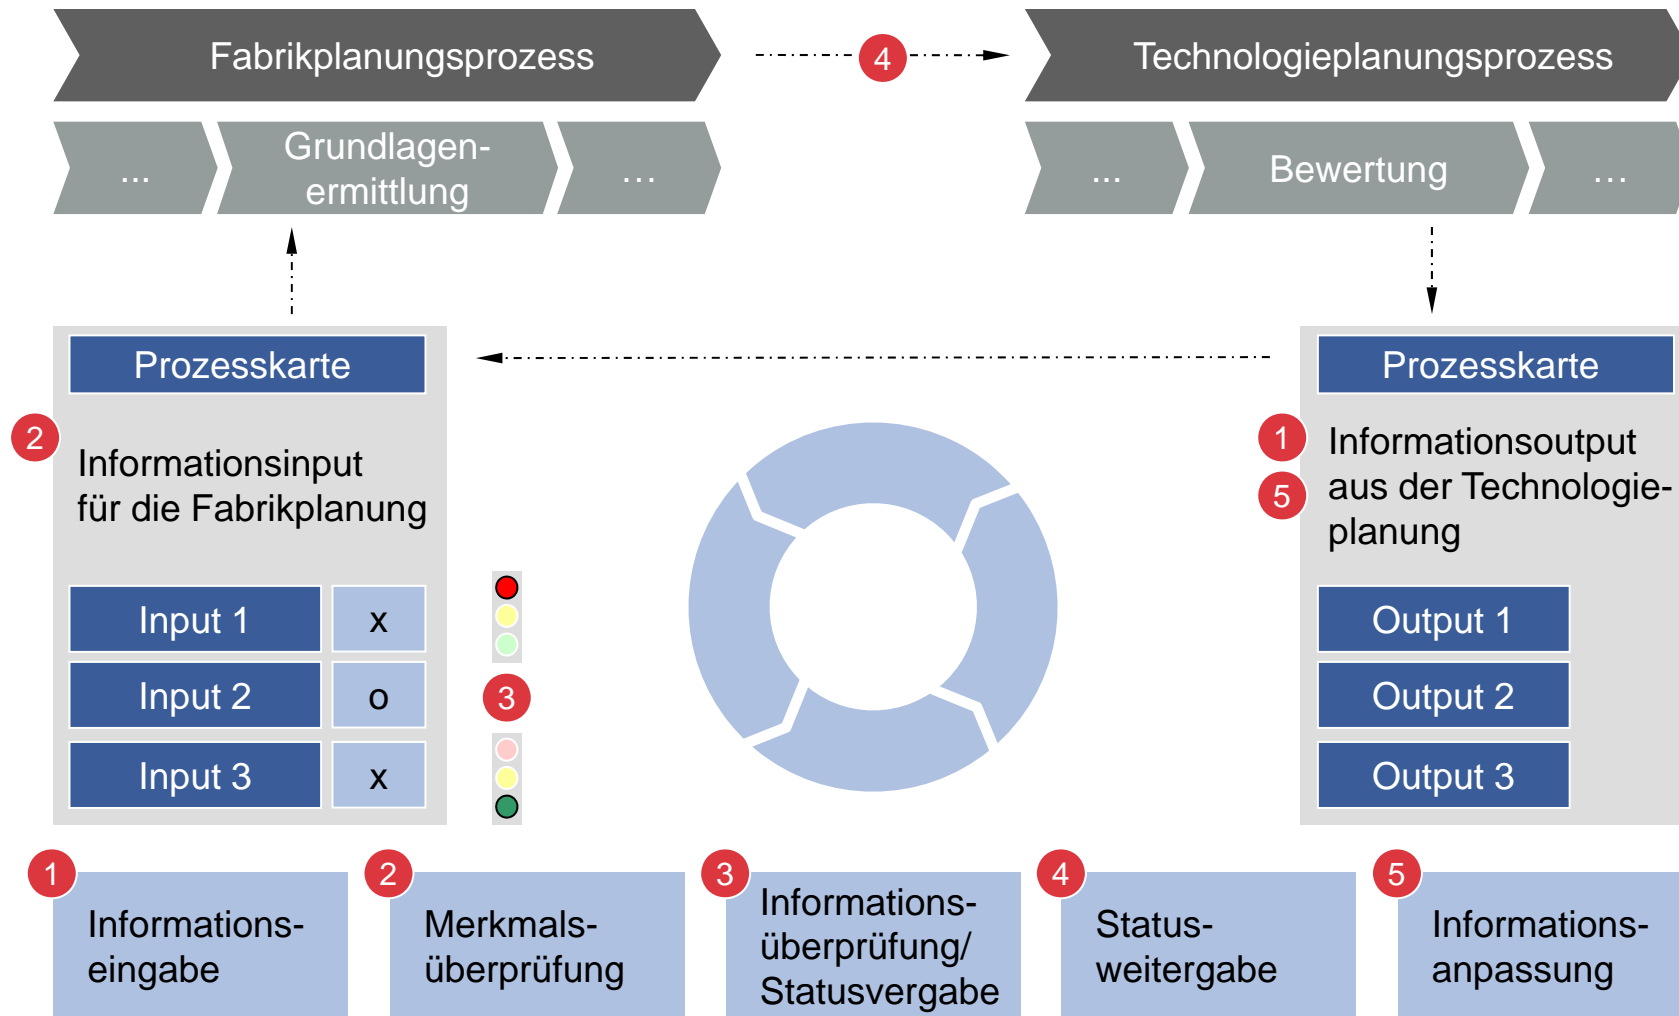 Fabrikplanungsprozess
4
Technologieplanungsprozess
...
Grundlagen-
ermittlung
...
...
Bewertung
...
Prozesskarte
2
Informationsinput
für die Fabrikplanung
Input 1
x
Input 2
o
Input 3
x
3
Prozesskarte
1
5
Informationsoutput
aus der Technologie-
planung
Output 1
Output 2
Output 3
1
Informations-
eingabe
2
Merkmals-
überprüfung
3
Informations-
überprüfung/
Statusvergabe
4
Status-
weitergabe
5
Informations-
anpassung